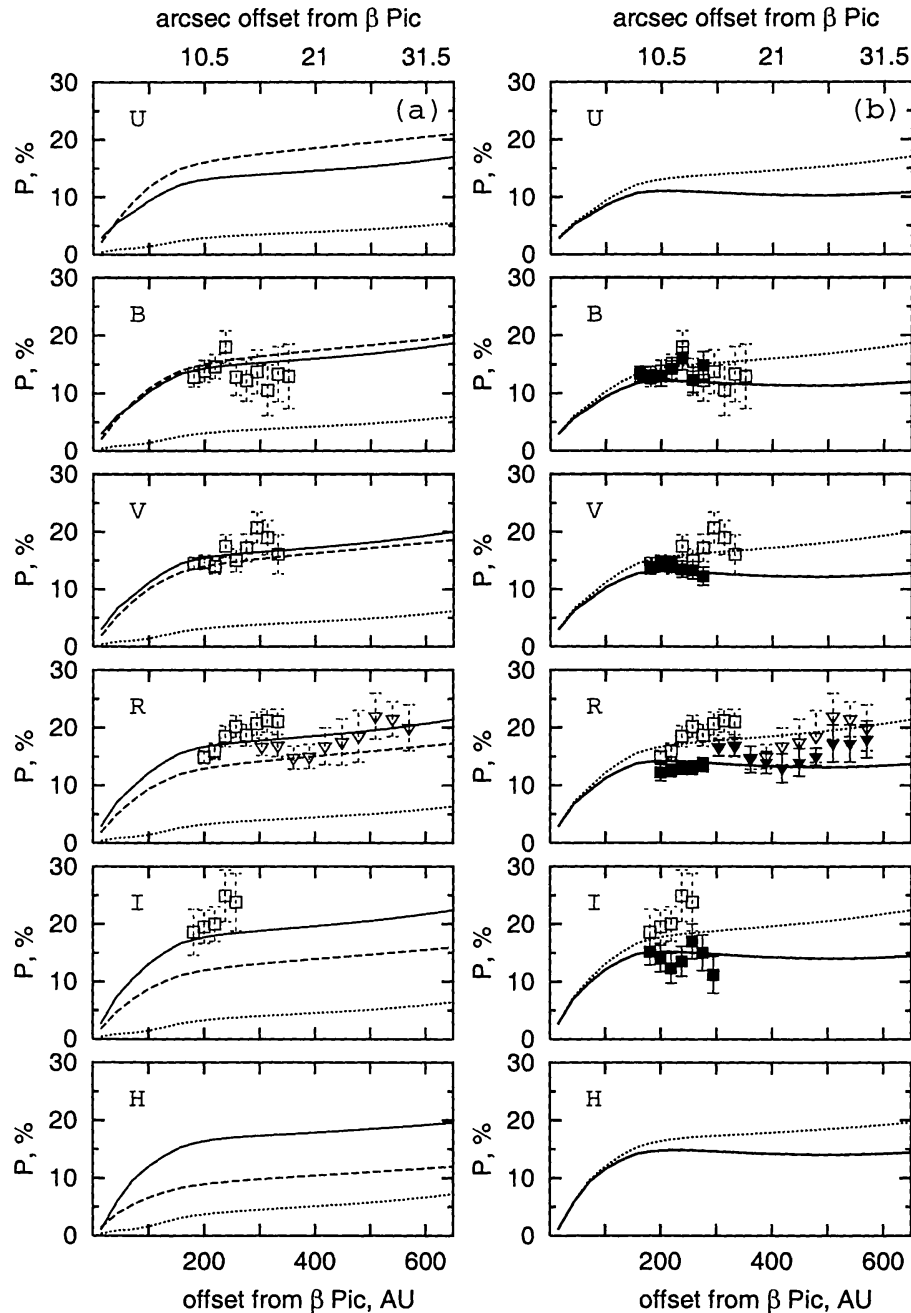 arcsec offset from β Pic
arcsec offset from β Pic
10.5 21 31.5
10.5 21 31.5
30
20
10
0
P, %
U
(a)
30
20
10
0
P, %
U
(b)
30
20
10
0
P, %
B
30
20
10
0
P, %
B
30
20
10
0
P, %
V
30
20
10
0
P, %
V
30
20
10
0
P, %
R
30
20
10
0
P, %
R
30
20
10
0
P, %
I
30
20
10
0
P, %
I
30
20
10
0
P, %
H
30
20
10
0
P, %
H
200 400 600
200 400 600
offset from β Pic, AU
offset from β Pic, AU